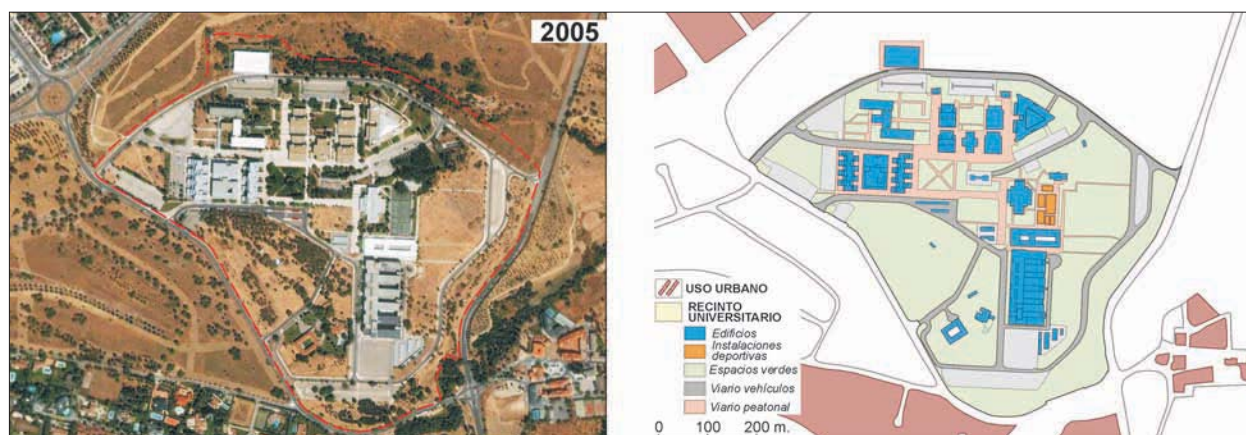 2005
USO URBANO
RECINTO
UNIVERSITARIO
Edificios
Instalaciones
deportivas
Espacios verdes
Viario vehículos
Viario peatonal
0 100 200 m.